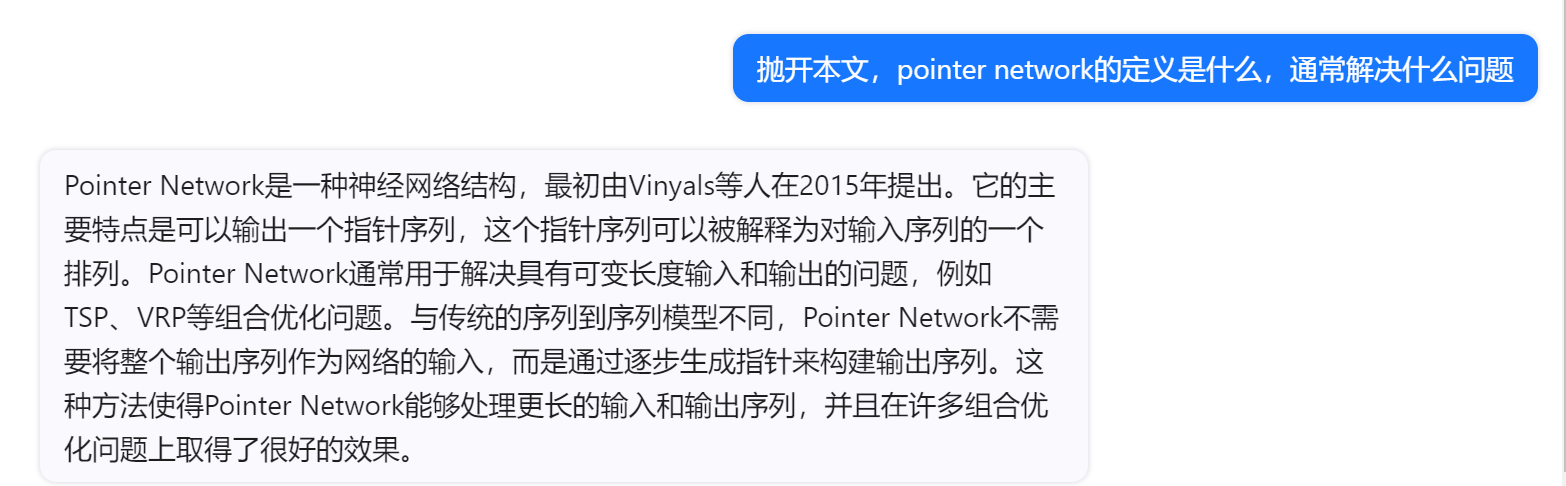 抛开本文，pointer network的定义是什么，通常解决什么问题
Pointer Network是一种神经网络结构，最初由Vinyals等人在2015年提出。它的主
要特点是可以输出一个指针序列，这个指针序列可以被解释为对输入序列的一个
排列。Pointer Network通常用于解决具有可变长度输入和输出的问题，例如
TSP、VRP等组合优化问题。与传统的序列到序列模型不同，Pointer Network不需
要将整个输出序列作为网络的输入，而是通过逐步生成指针来构建输出序列。这
种方法使得Pointer Network能够处理更长的输入和输出序列，并且在许多组合优
化问题上取得了很好的效果。